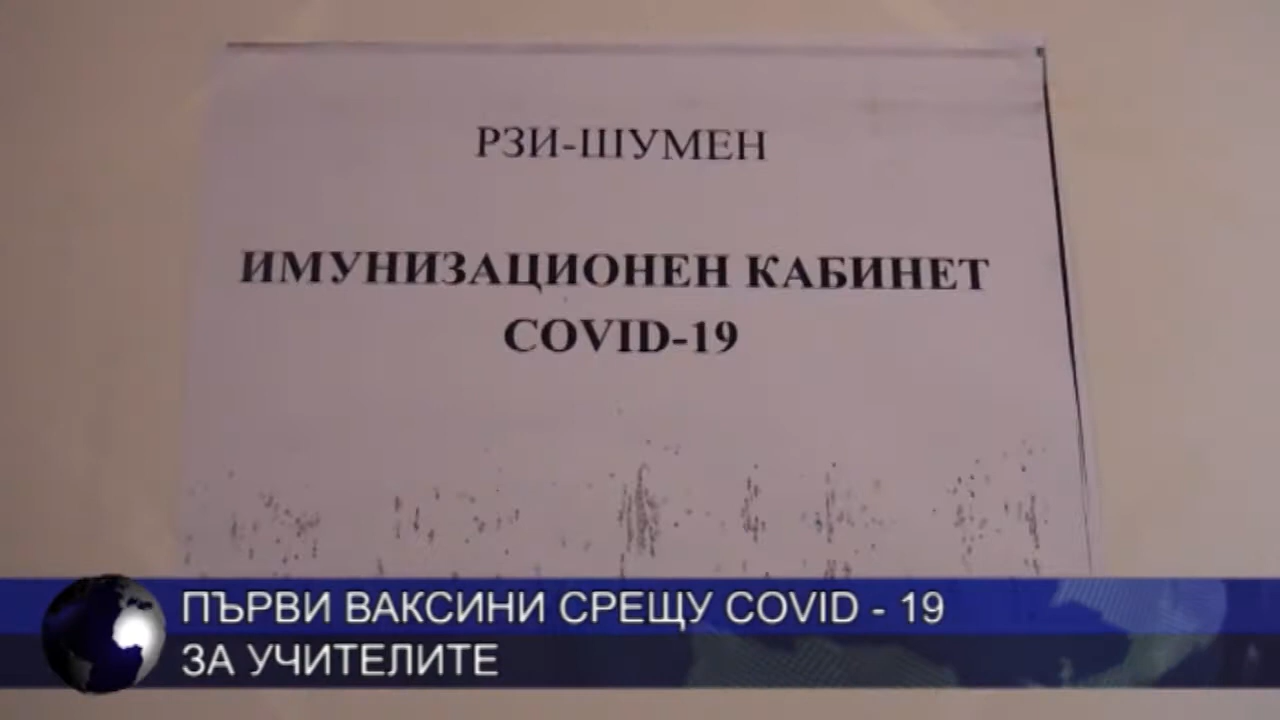 РЗИ-ШУМЕН
ИМУНИЗАЦИОНЕН КАБИНЕТ
COVID-19
ПЪРВИ ВАКСИНИ СРЕЩУ COVID - 19
ЗА УЧИТЕЛИТЕ